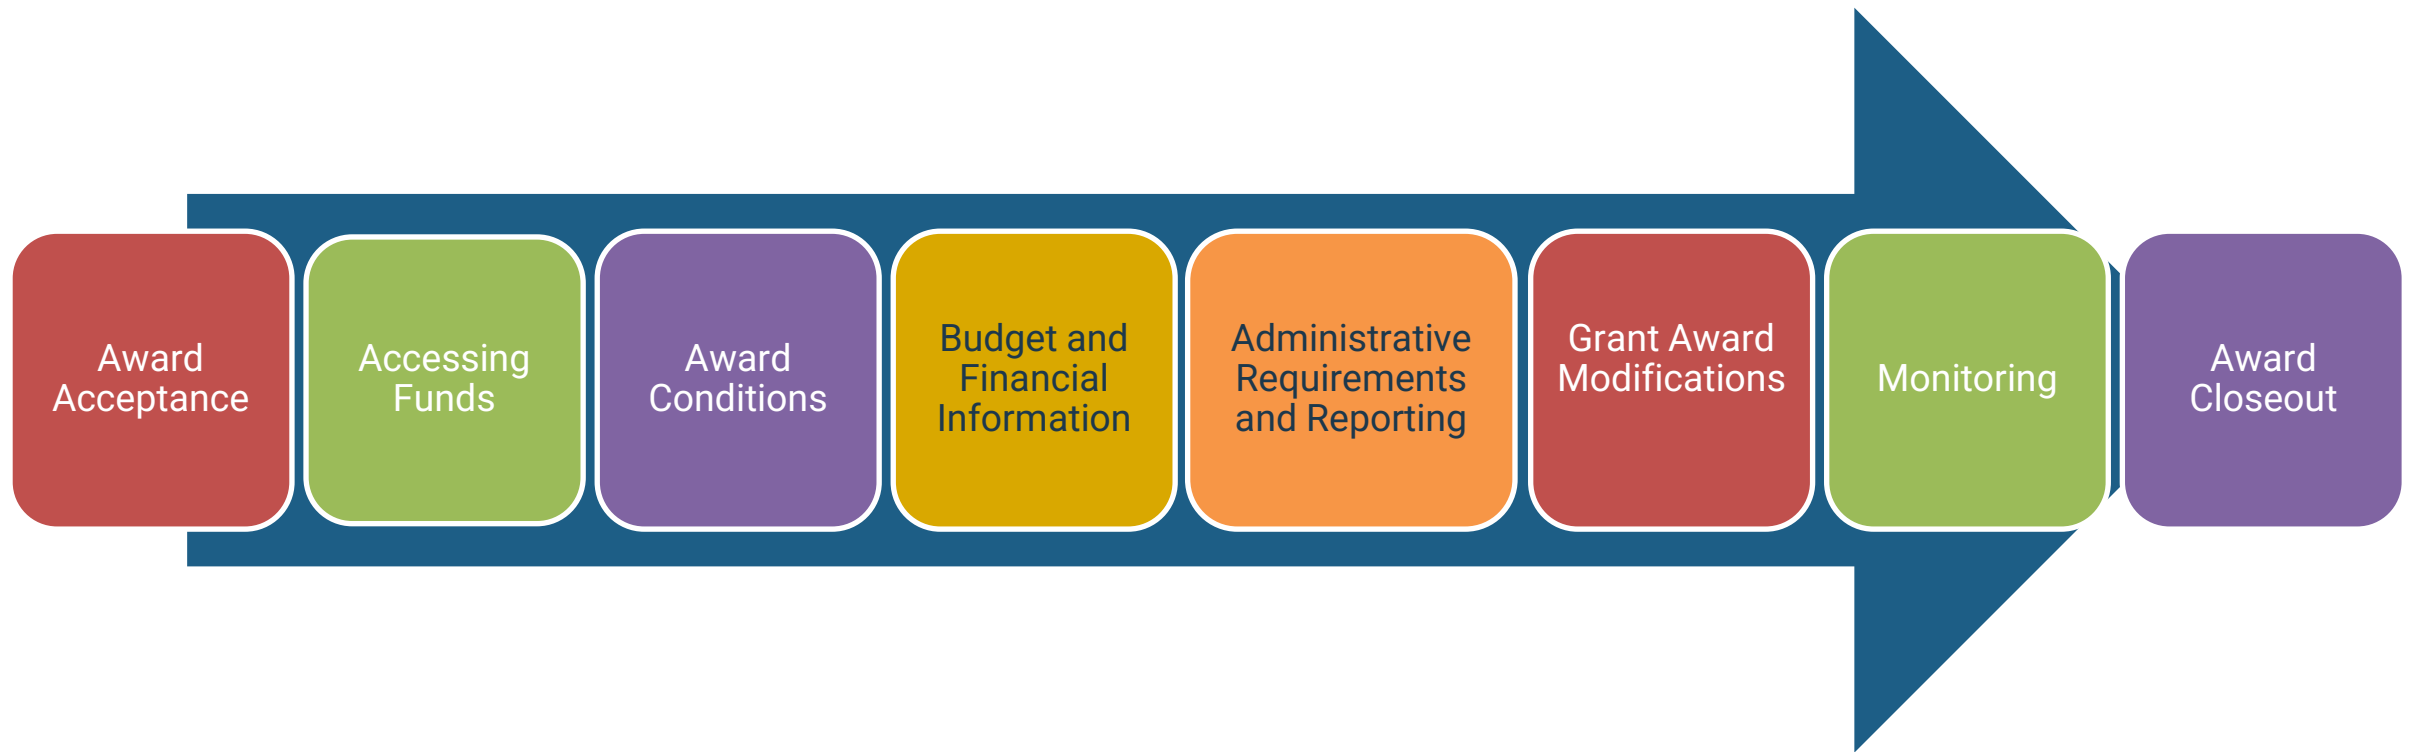 Award
Acceptance
Accessing
Funds
Award
Conditions
Budget and
Financial
Information
Administrative
Requirements
and Reporting
Grant Award
Modifications
Monitoring
Award
Closeout